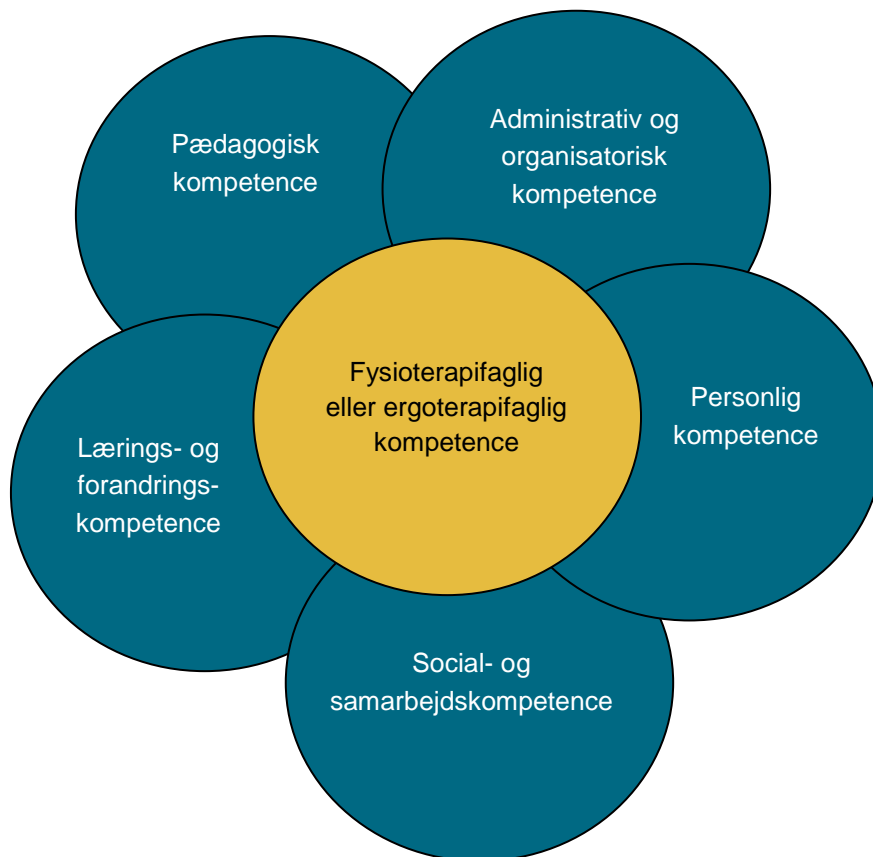 Pædagogisk
kompetence
Administrativ og
organisatorisk
kompetence
Fysioterapifaglig
eller ergoterapifaglig
kompetence
Personlig
kompetence
Lærings- og
forandrings-
kompetence
Social- og
samarbejdskompetence